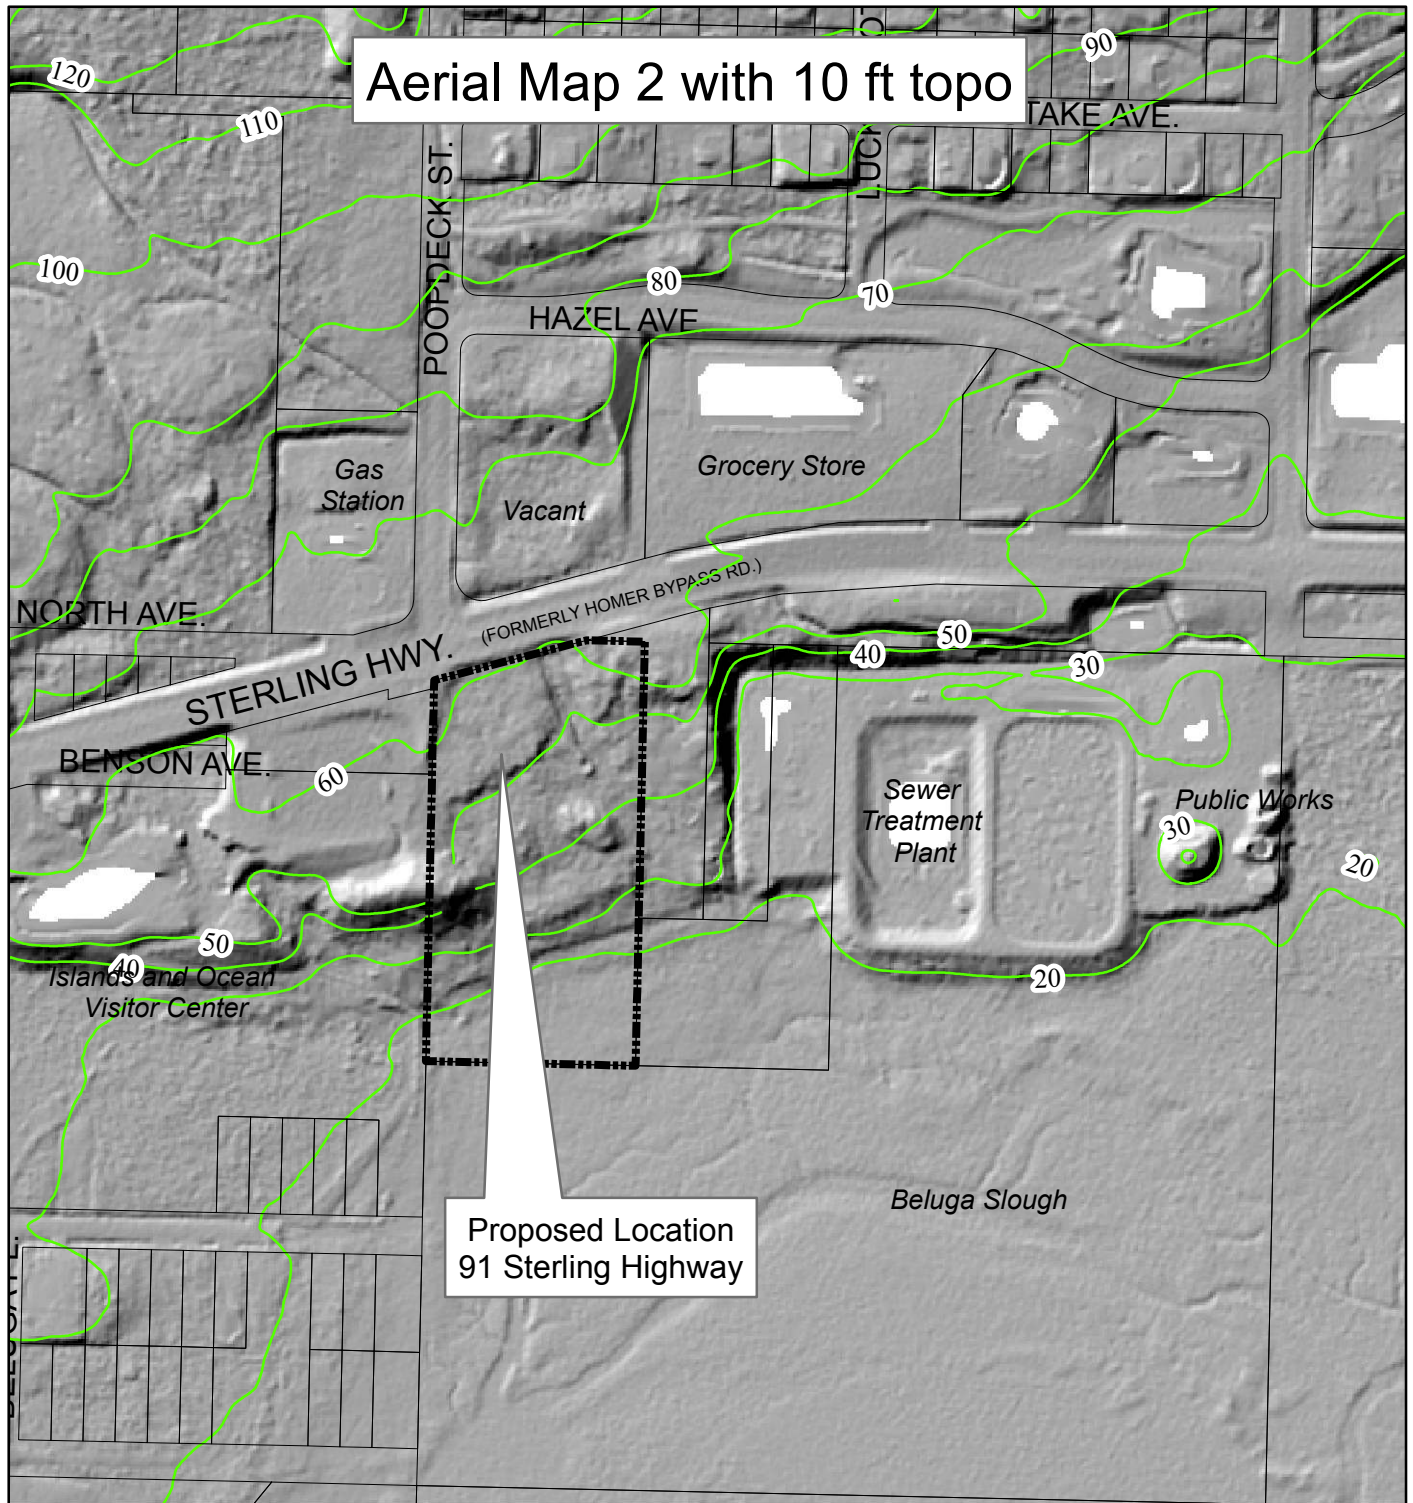 Aerial Map 2 with 10 ft topo
90
120
110
TAKE AVE.
POOPDECK ST.
100
80
70
HAZEL AVE
Gas
Station
Grocery Store
Vacant
(FORMERLY HOMER BYPASS RD.)
NORTH AVE.
STERLING HWY.
50
40
30
BENSON AVE.
60
Sewer
Treatment
Plant
Public Works
30
20
50
40
Islands and Ocean
Visitor Center
20
Beluga Slough
Proposed Location
91 Sterling Highway